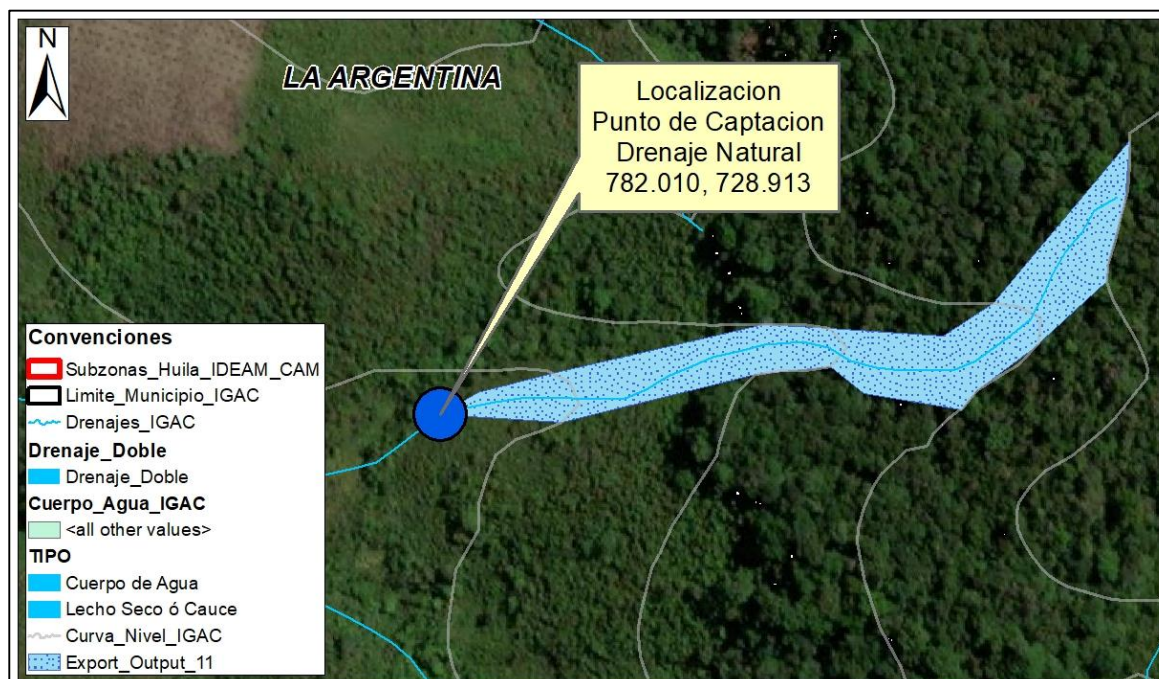 N
LA ARGENTINA
Localizacion
Punto de Captacion
Drenaje Natural
782.010, 728.913
Convenciones
Subzonas_Huila_IDEAM_CAM
Limite_Municipio_IGAC
Drenajes_IGAC
Drenaje_Doble
Drenaje_Doble
Cuerpo_Agua_IGAC
<all other values>
TIPO
Cuerpo de Agua
Lecho Seco ó Cauce
Curva_Nivel_IGAC
Export_Output_11